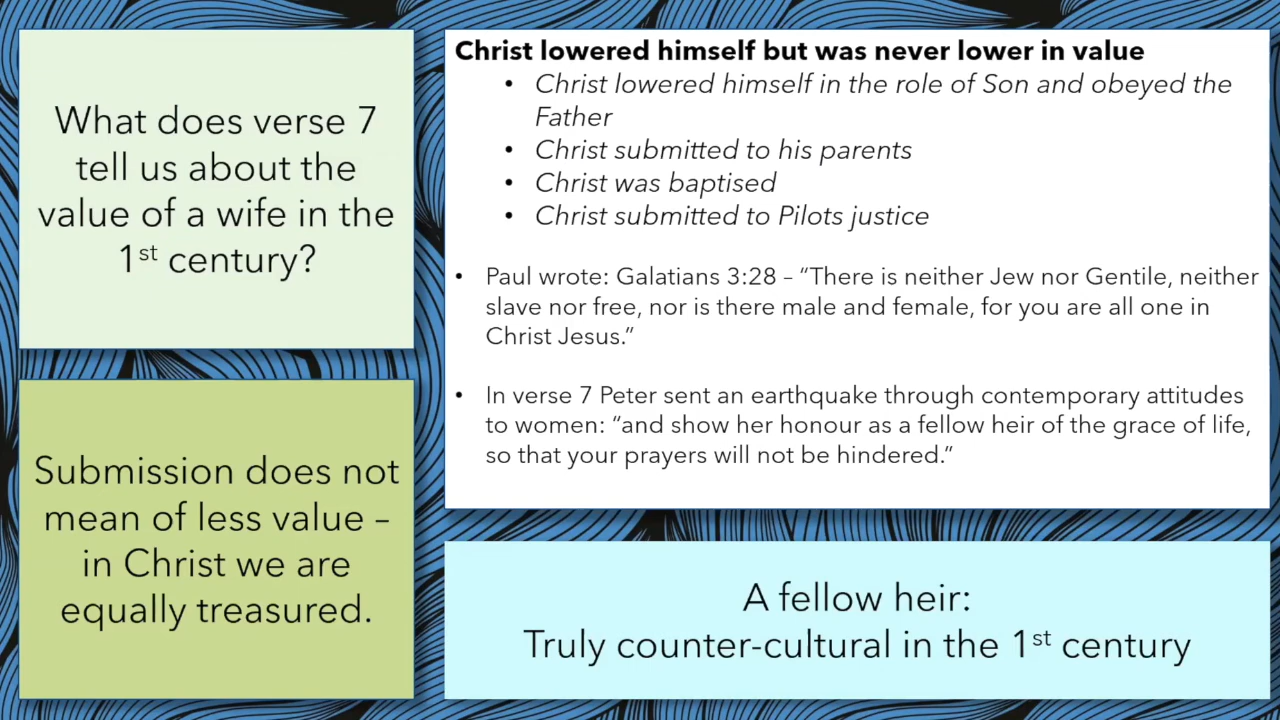 What does verse 7
tell us about the
value of a wife in the
1st century?
Submission does not
mean of less value –
in Christ we are
equally treasured.
Christ lowered himself but was never lower in value
• Christ lowered himself in the role of Son and obeyed the
Father
• Christ submitted to his parents
• Christ was baptised
• Christ submitted to Pilots justice
• Paul wrote: Galatians 3:28 – “There is neither Jew nor Gentile, neither
slave nor free, nor is there male and female, for you are all one in
Christ Jesus.”
• In verse 7 Peter sent an earthquake through contemporary attitudes
to women: “and show her honour as a fellow heir of the grace of life,
so that your prayers will not be hindered.”
A fellow heir:
Truly counter-cultural in the 1st century